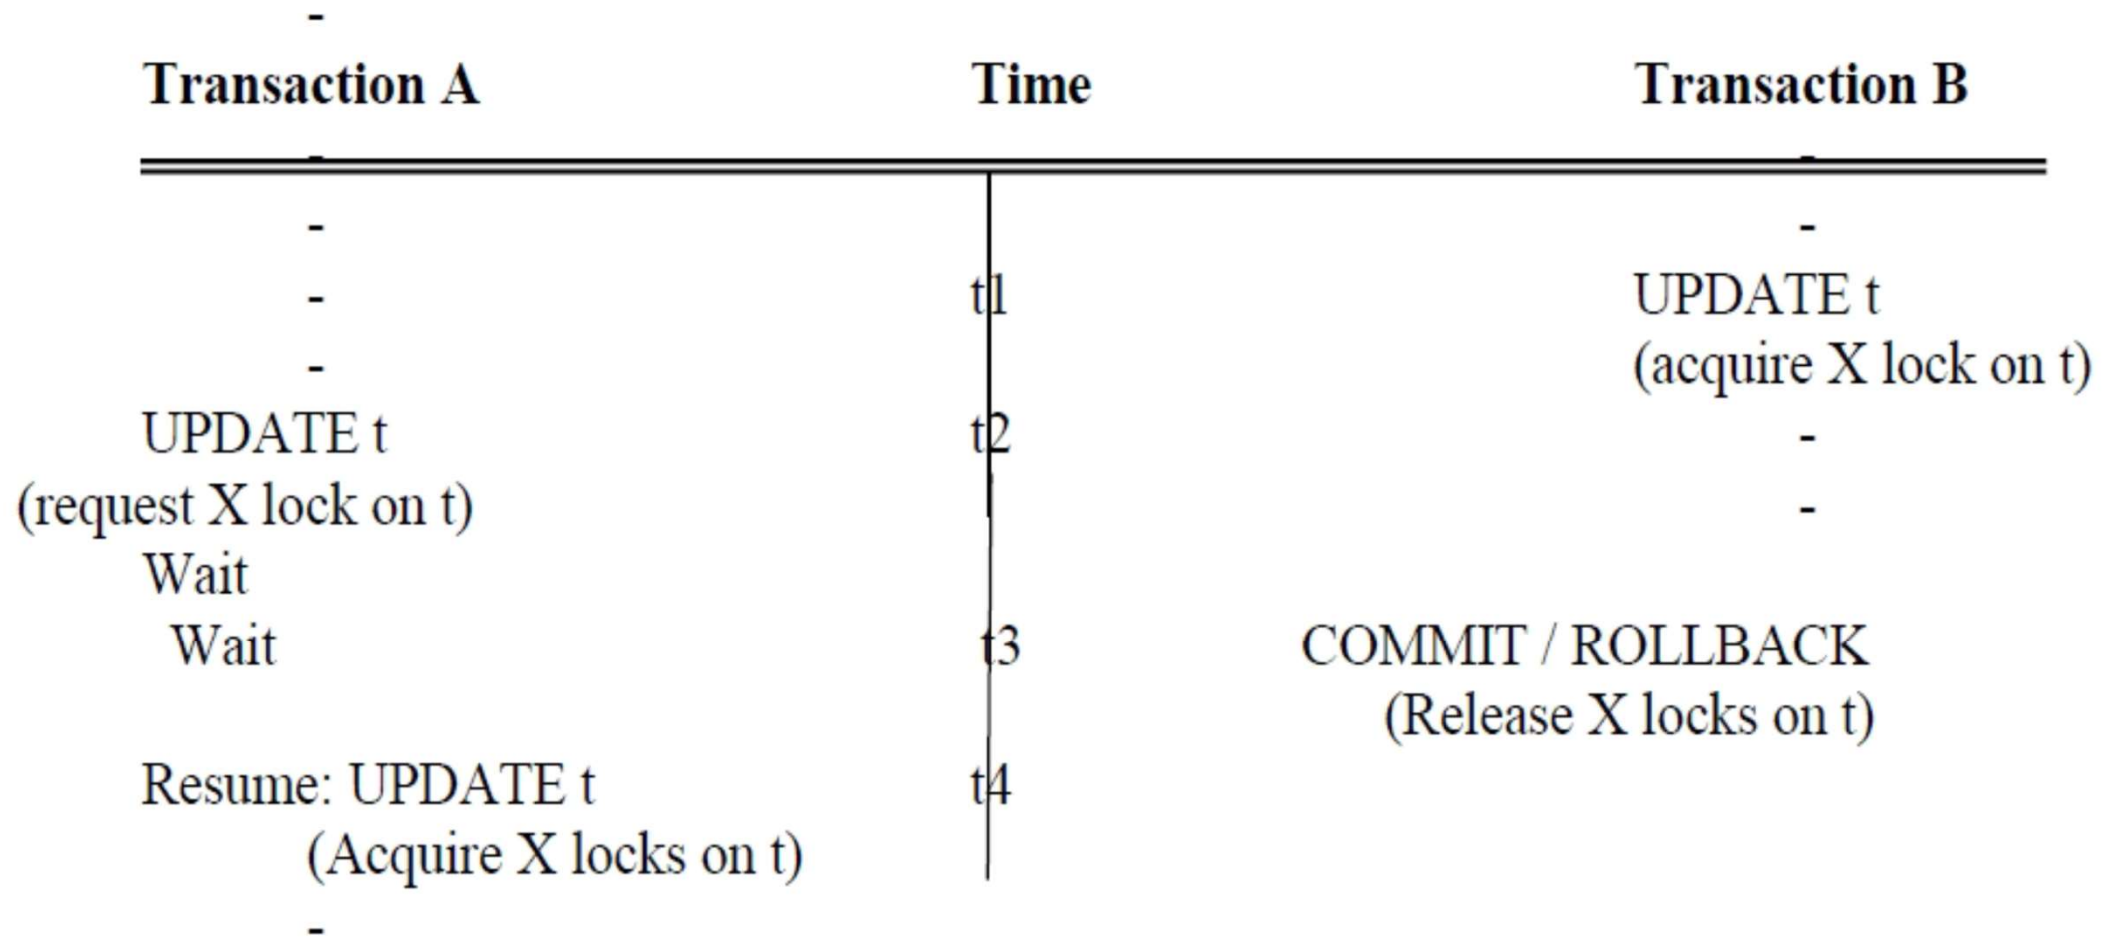 -
Transaction A Time Transaction B
- -
- -
- t1 UPDATE t
- (acquire X lock on t)
UPDATE t t2 -
(request X lock on t) -
Wait
Wait t3 COMMIT / ROLLBACK
(Release X locks on t)
Resume: UPDATE t t4
(Acquire X locks on t)
-